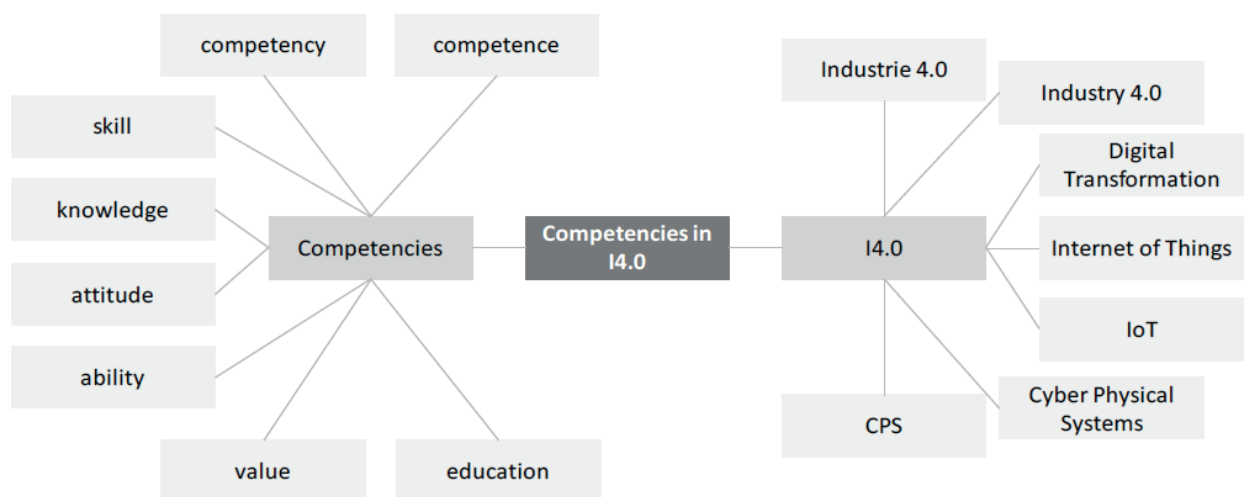 competency
competence
skill
knowledge
attitude
ability
value
education
Competencies
Competencies in
I4.0
I4.0
Industrie 4.0
Industry 4.0
Digital
Transformation
Internet of Things
IoT
Cyber Physical
Systems
CPS